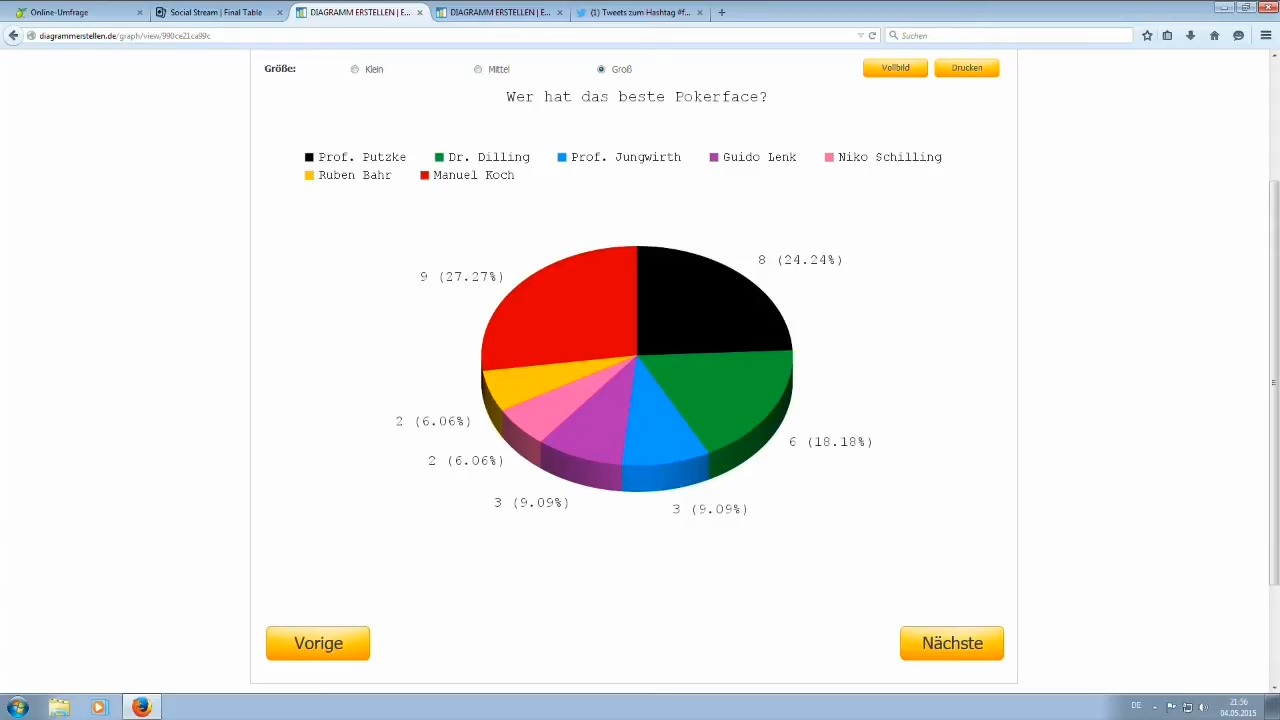 Online-Umfrage
Social Stream | Final Table
DIAGRAMM ERSTELLEN | E...
DIAGRAMM ERSTELLEN | E...
(1) Tweets zum Hashtag #f...
diagrammerstellen.de/graph/view/990ce21ca99c
Suchen
Größe: Klein Mittel Groß
Vollbild Drucken
Wer hat das beste Pokerface?
Prof. Putzke Dr. Dilling Prof. Jungwirth Guido Lenk Niko Schilling
Ruben Bahr Manuel Koch
8 (24.24%)
9 (27.27%)
2 (6.06%)
6 (18.18%)
2 (6.06%)
3 (9.09%)
3 (9.09%)
Vorige Nächste
DE
21:56
04.05.2015